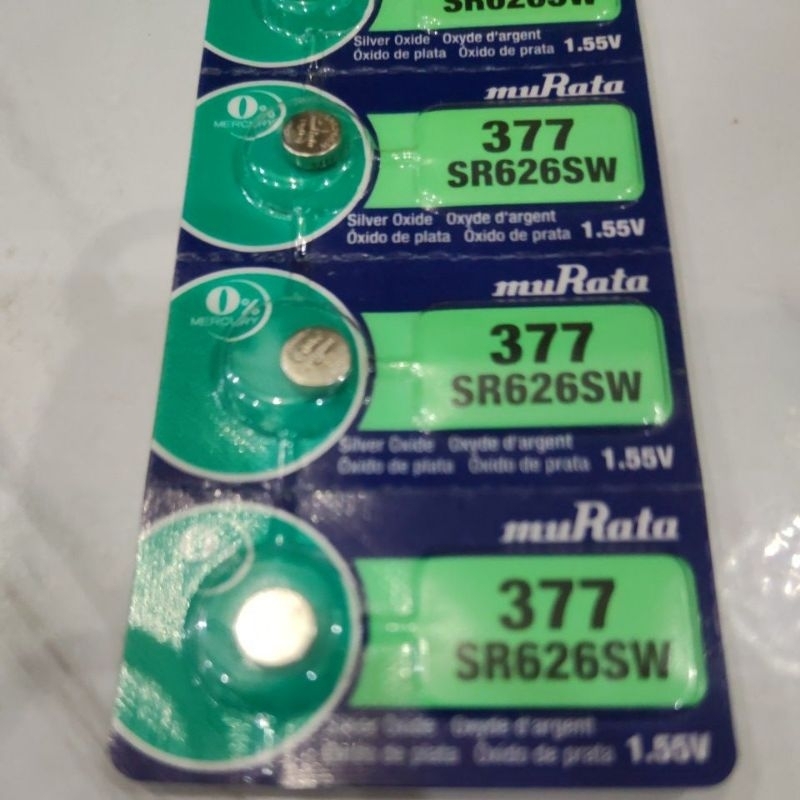 SR626SW
Silver Oxide Oxyde d'argent
Óxido de plata Óxido de prata 1.55V
muRata
0%
MERCURY
377
SR626SW
Silver Oxide Oxyde d'argent
Óxido de plata Óxido de prata 1.55V
muRata
0%
MERCURY
377
SR626SW
Silver Oxide Oxyde d'argent
Óxido de plata Óxido de prata 1.55V
muRata
377
SR626SW
Silver Oxide Oxyde d'argent
Óxido de plata Óxido de prata 1.55V